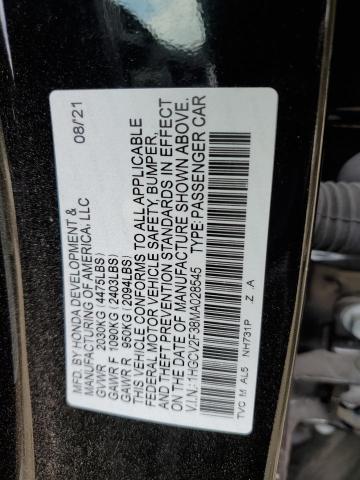 MFD. BY HONDA DEVELOPMENT & 08/21
MANUFACTURING OF AMERICA, LLC
GVWR 2030KG (4475LBS)
GAWR F 1090KG (2403LBS)
GAWR R 950KG (2094LBS)
THIS VEHICLE CONFORMS TO ALL APPLICABLE
FEDERAL MOTOR VEHICLE SAFETY, BUMPER,
AND THEFT PREVENTION STANDARDS IN EFFECT
ON THE DATE OF MANUFACTURE SHOWN ABOVE.
V.I.N.: 1HGCV2F38MA028545 TYPE: PASSENGER CAR
TVC M AL5 NH731P Z .A